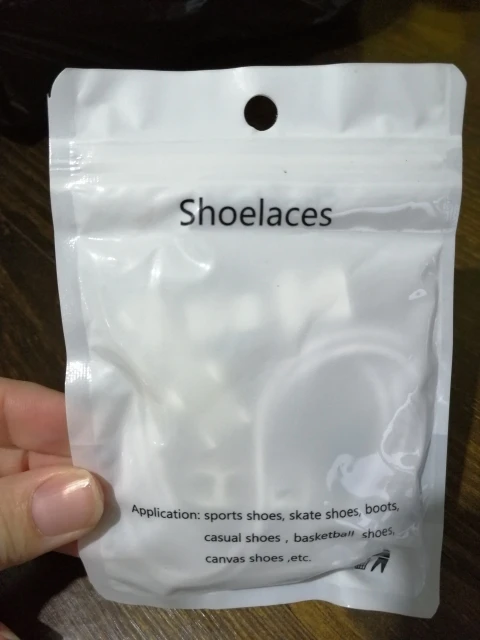 Shoelaces
Application: sports shoes, skate shoes, boots,
casual shoes , basketball shoes,
canvas shoes ,etc.